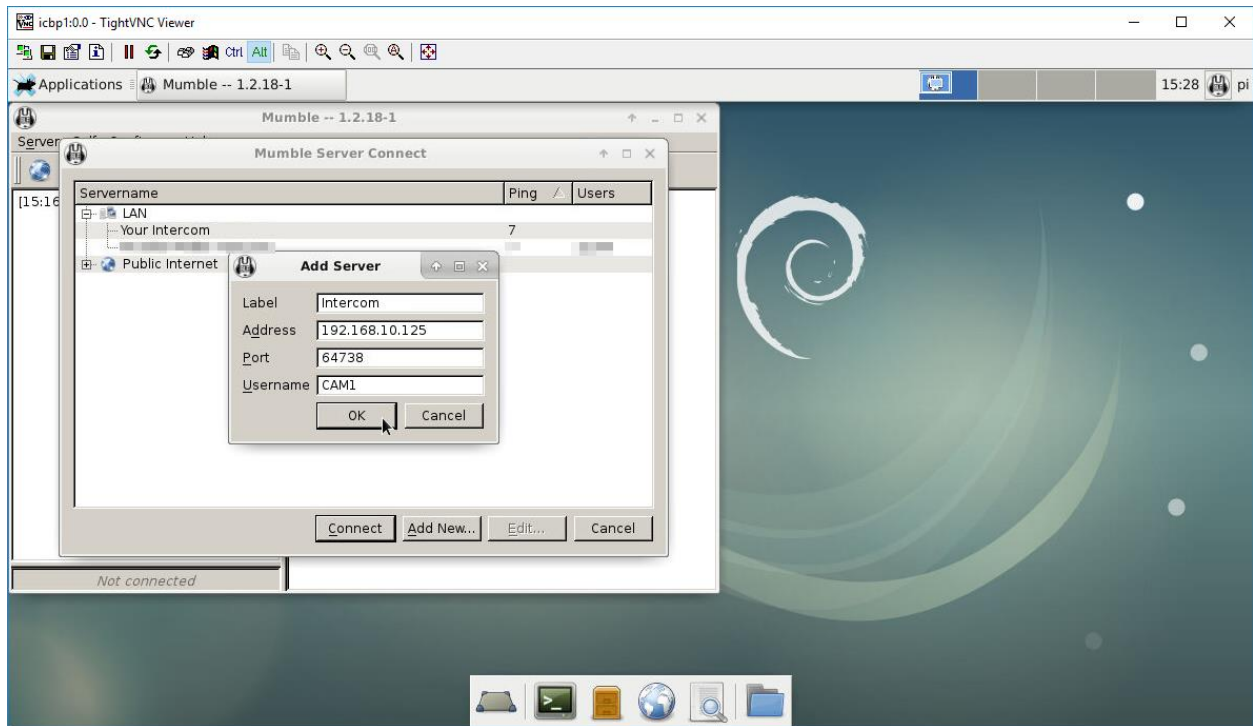 icbp1:0.0 - TightVNC Viewer
Ctrl Alt
Applications Mumble -- 1.2.18-1 15:28 pi
Mumble -- 1.2.18-1
Server
Mumble Server Connect
[15:16
Servername Ping Users
LAN
Your Intercom 7
Public Internet
Add Server
Label Intercom
Address 192.168.10.125
Port 64738
Username CAM1
OK Cancel
Connect Add New... Edit... Cancel
Not connected